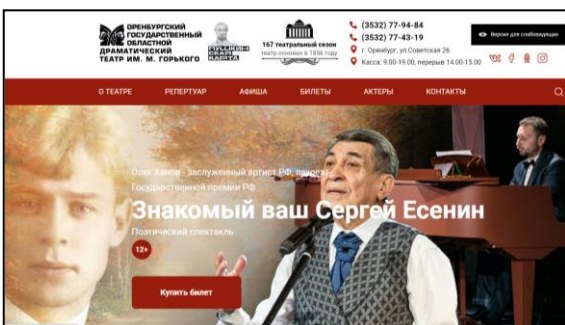 ОРЕНБУРГСКИЙ
ГОСУДАРСТВЕННЫЙ
ОБЛАСТНОЙ
ДРАМАТИЧЕСКИЙ
ТЕАТР ИМ. М. ГОРЬКОГО
ПУШКИН
СКАЯ
КАРТА
167 театральный сезон
театр основан в 1856 году
(3532) 77-94-84
(3532) 77-43-19
г. Оренбург, ул Советская 26
Касса: 9.00-19.00, перерыв 14.00-15.00
Версия для слабовидящих
О ТЕАТРЕ РЕПЕРТУАР АФИША БИЛЕТЫ АКТЕРЫ КОНТАКТЫ
Олег Ханов - заслуженный артист РФ, лауреат
Государственной премии РФ
Знакомый ваш Сергей Есенин
Поэтический спектакль
12+
Купить билет